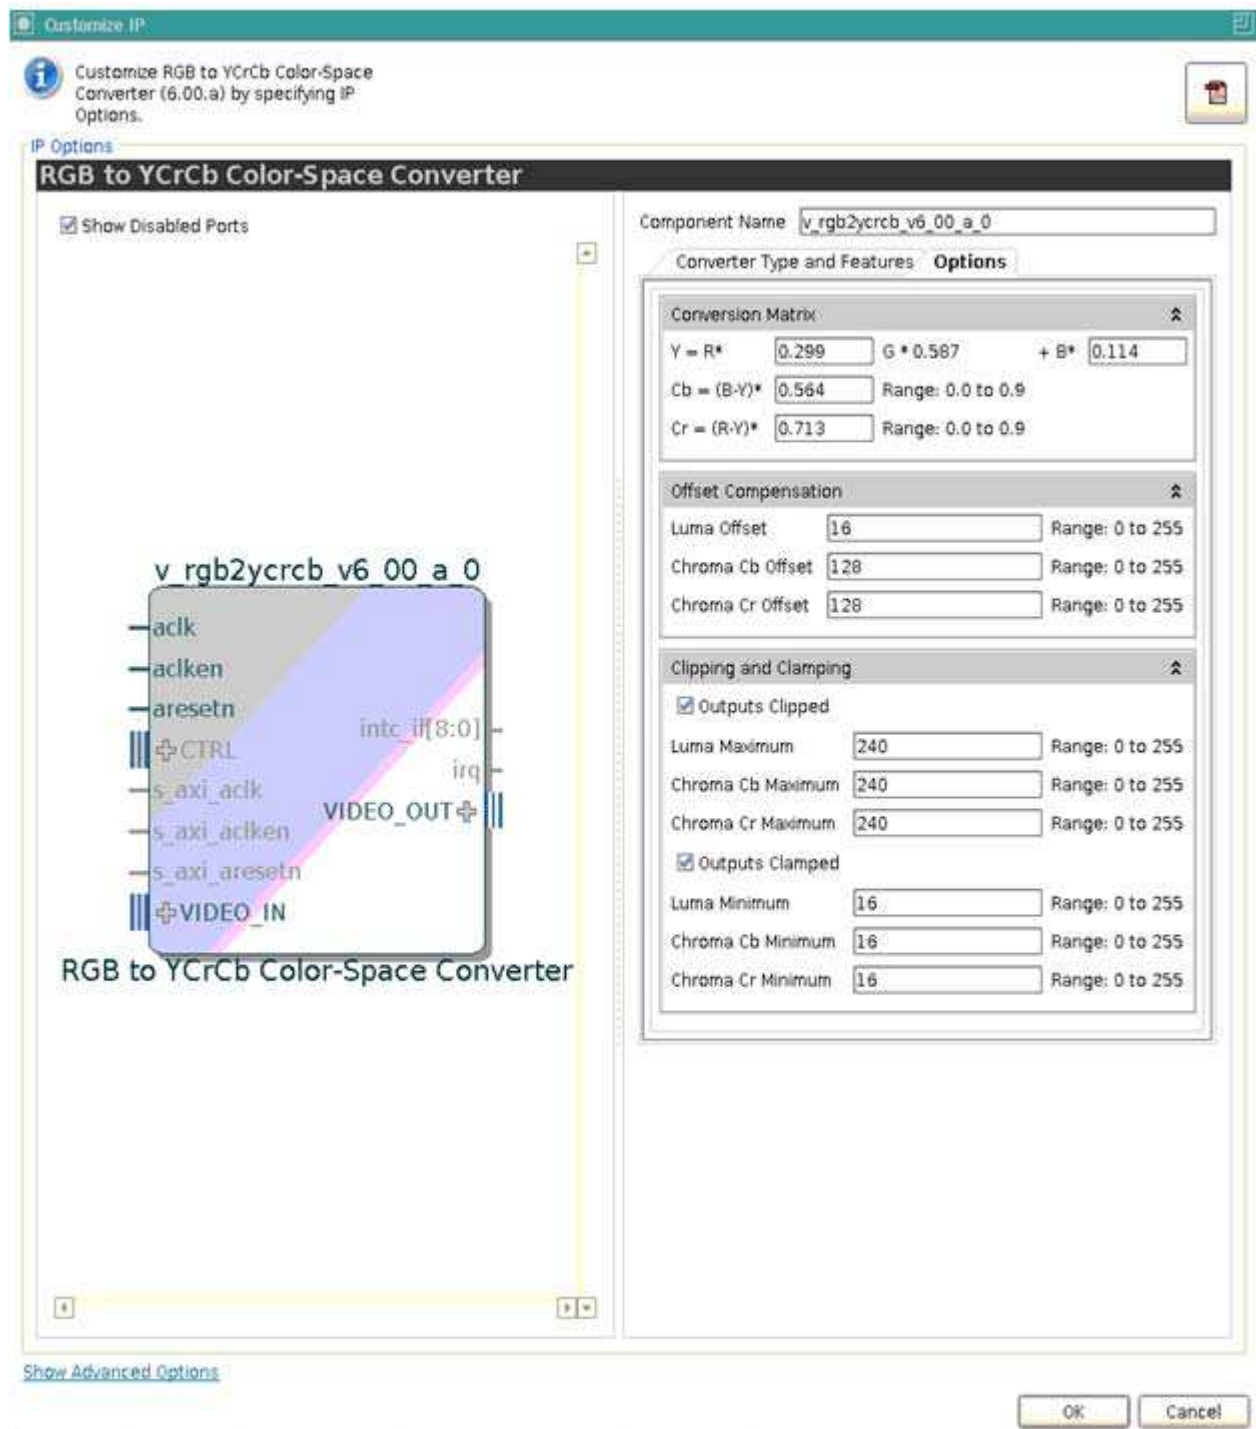 Customize IP
Customize RGB to YCrCb Color-Space
Converter (6.00.a) by specifying IP
Options.
IP Options
RGB to YCrCb Color-Space Converter
Show Disabled Ports
v_rgb2ycrcb_v6_00_a_0
aclk
aclken
aresetn
CTRL
s_axi_aclk
s_axi_aclken
s_axi_aresetn
VIDEO_IN
intc_if[8:0]
irq
VIDEO_OUT
RGB to YCrCb Color-Space Converter
Component Name v_rgb2ycrcb_v6_00_a_0
Converter Type and Features Options
Conversion Matrix
Y = R* 0.299 G * 0.587 + B* 0.114
Cb = (B-Y)* 0.564 Range: 0.0 to 0.9
Cr = (R-Y)* 0.713 Range: 0.0 to 0.9
Offset Compensation
Luma Offset 16 Range: 0 to 255
Chroma Cb Offset 128 Range: 0 to 255
Chroma Cr Offset 128 Range: 0 to 255
Clipping and Clamping
Outputs Clipped
Luma Maximum 240 Range: 0 to 255
Chroma Cb Maximum 240 Range: 0 to 255
Chroma Cr Maximum 240 Range: 0 to 255
Outputs Clamped
Luma Minimum 16 Range: 0 to 255
Chroma Cb Minimum 16 Range: 0 to 255
Chroma Cr Minimum 16 Range: 0 to 255
Show Advanced Options
OK Cancel